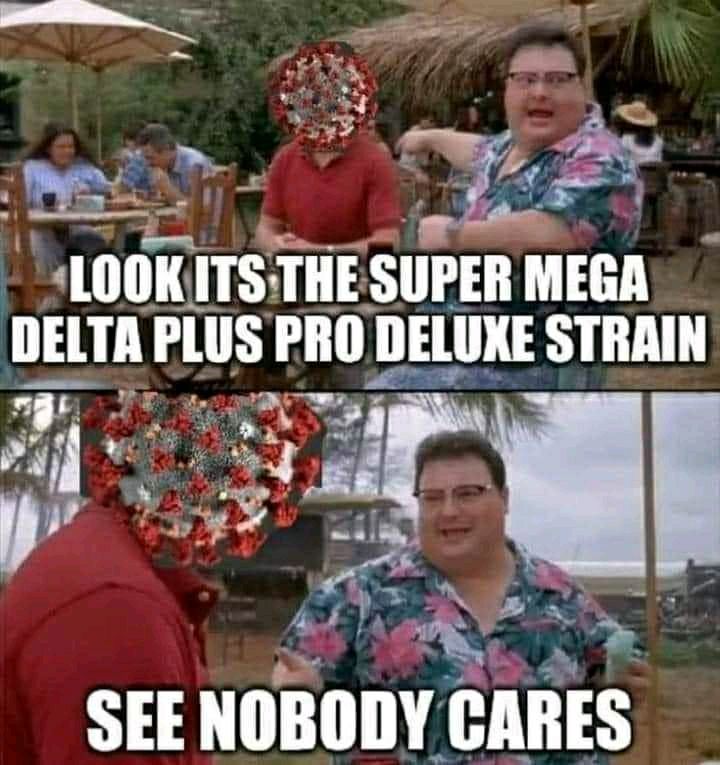 LOOK ITS THE SUPER MEGA
DELTA PLUS PRO DELUXE STRAIN
SEE NOBODY CARES